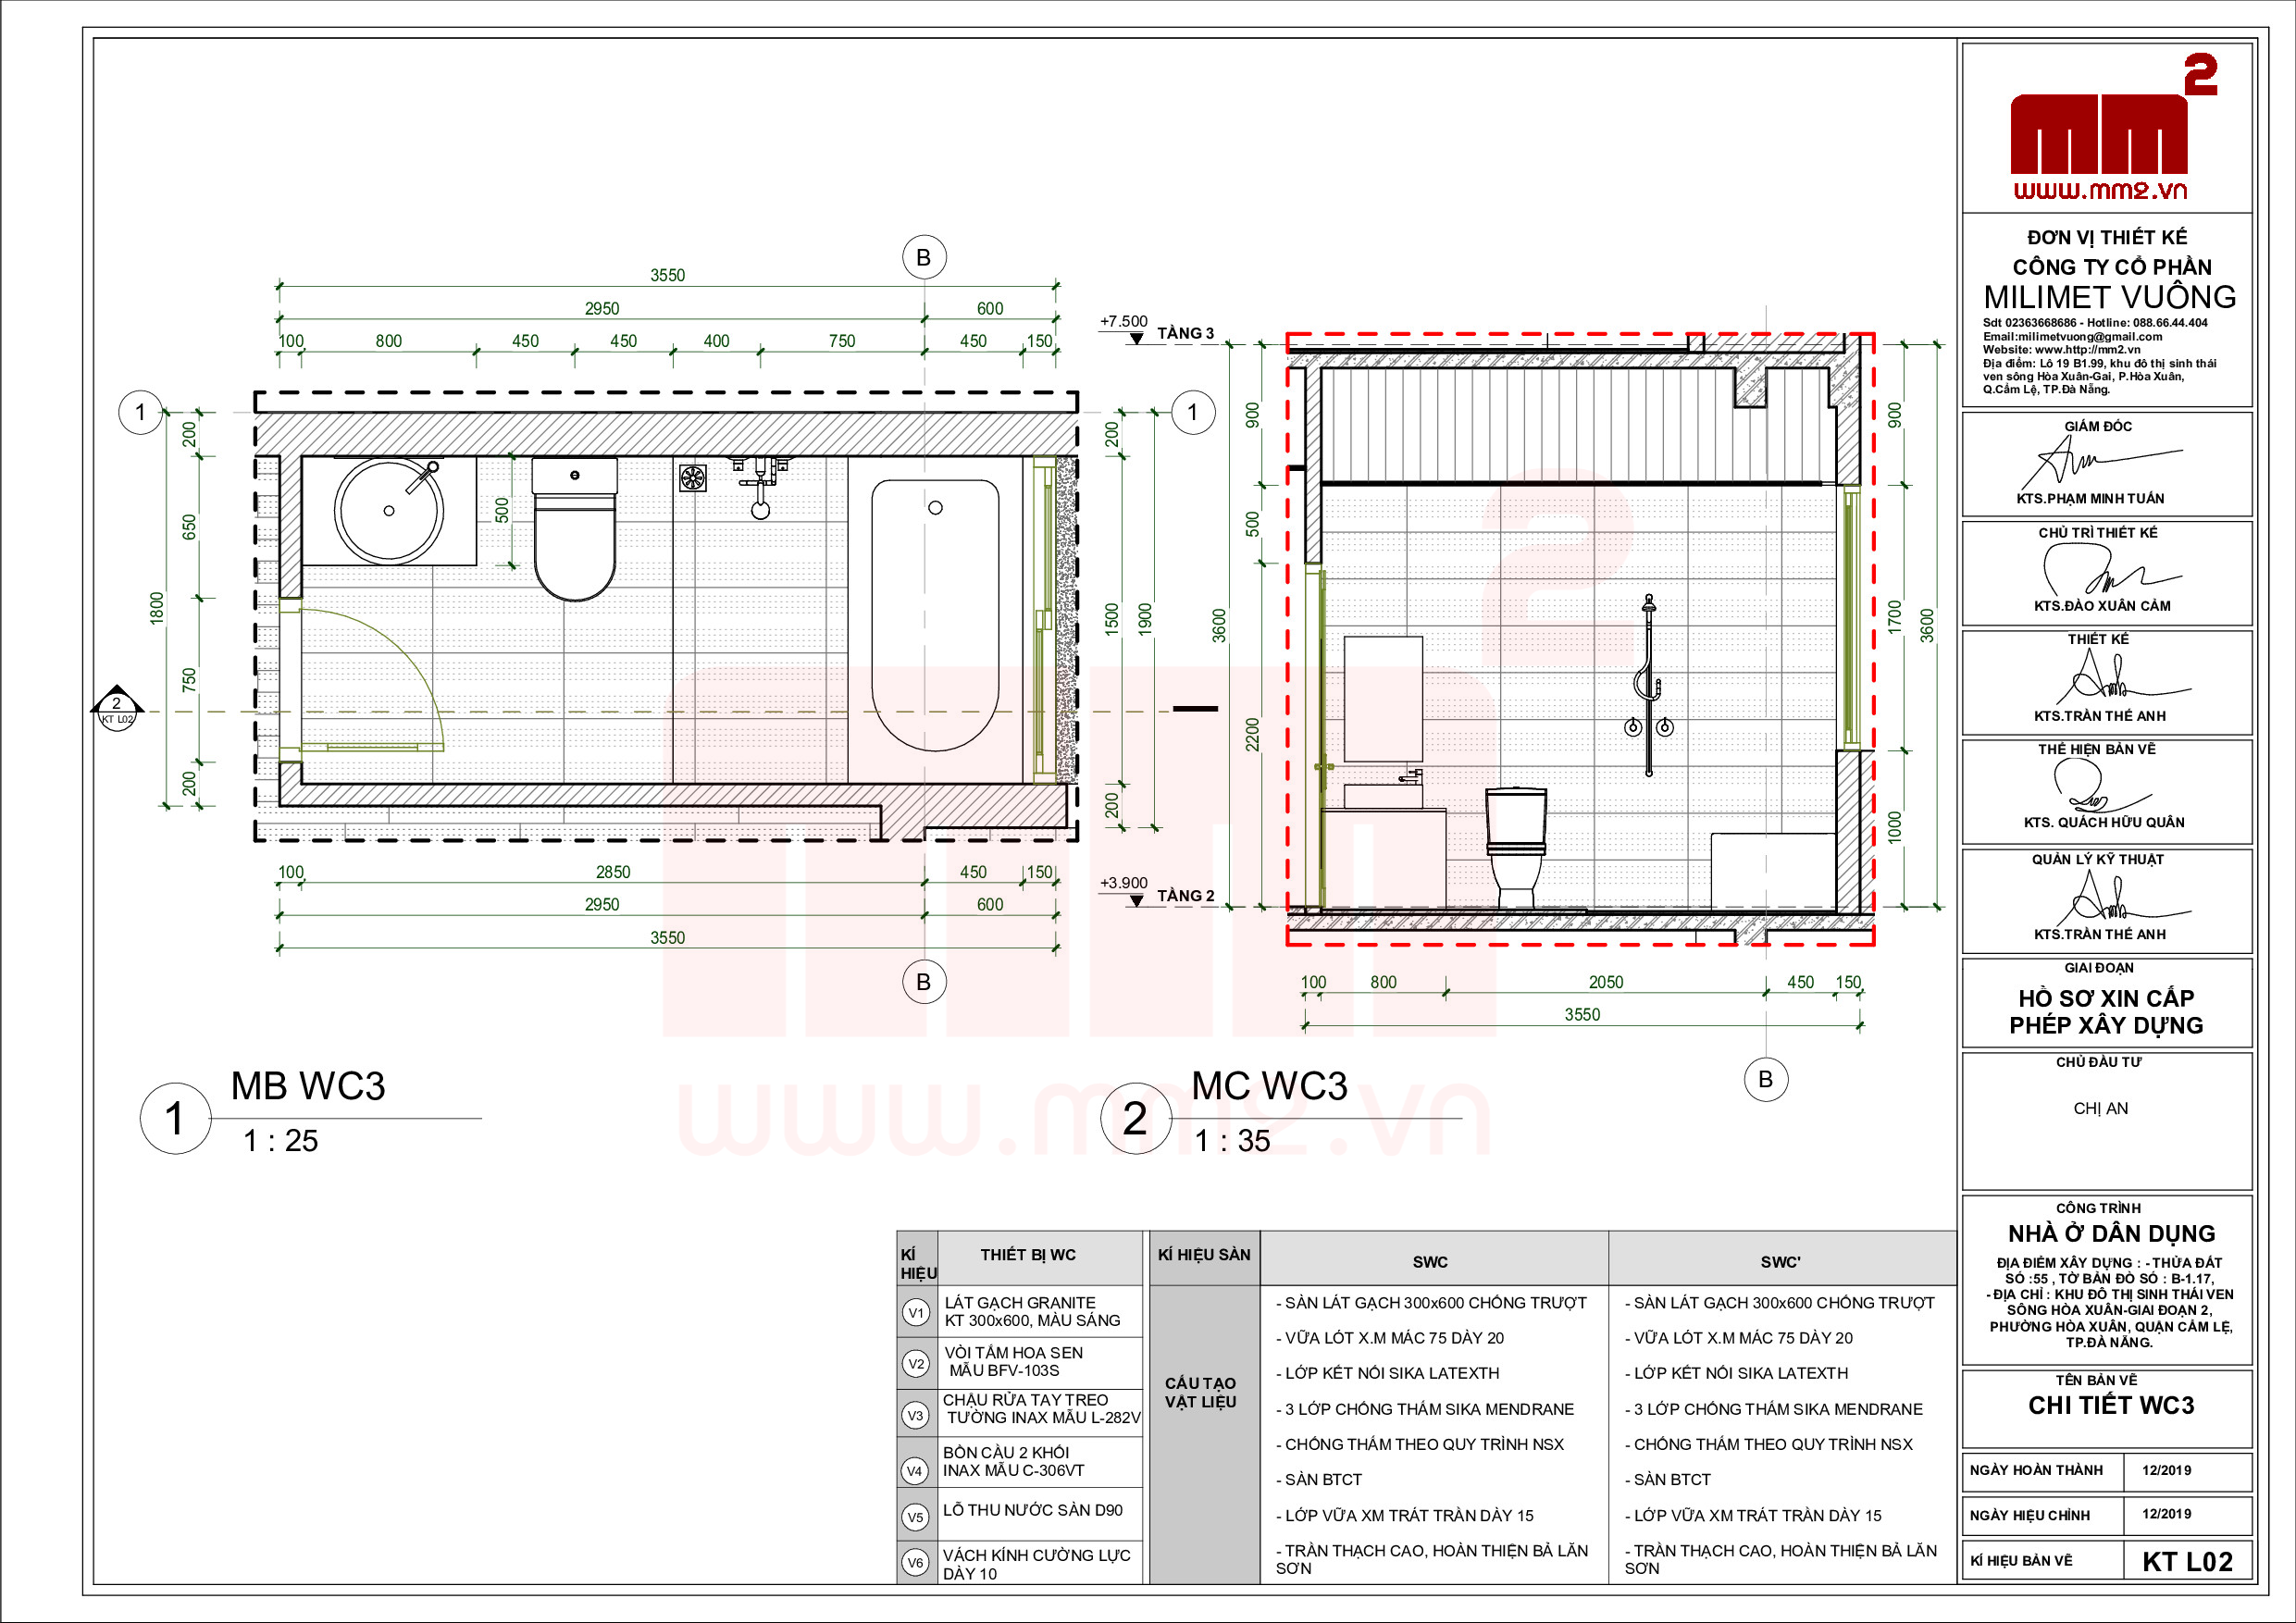 B
3550
2950
600
100
800
450
450
400
750
450
150
1
1
200
650
1800
750
200
500
200
1500
1900
200
2
KT L02
100
2850
450
150
2950
600
3550
B
1
MB WC3
1 : 25
+7.500
TẦNG 3
+3.900
TẦNG 2
900
500
3600
2200
900
1700
3600
1000
100
800
2050
450
150
3550
B
2
MC WC3
1 : 35
mm2
www.mm2.vn
KÍ HIỆU
THIẾT BỊ WC
V1
LÁT GẠCH GRANITE
KT 300x600, MÀU SÁNG
V2
VÒI TẮM HOA SEN
MẪU BFV-103S
V3
CHẬU RỬA TAY TREO
TƯỜNG INAX MẪU L-282V
V4
BỒN CẦU 2 KHỐI
INAX MẪU C-306VT
V5
LỖ THU NƯỚC SÀN D90
V6
VÁCH KÍNH CƯỜNG LỰC
DÀY 10
KÍ HIỆU SÀN
SWC
SWC'
CẤU TẠO
VẬT LIỆU
- SÀN LÁT GẠCH 300x600 CHỐNG TRƯỢT
- VỮA LÓT X.M MÁC 75 DÀY 20
- LỚP KẾT NỐI SIKA LATEXTH
- 3 LỚP CHỐNG THẤM SIKA MENDRANE
- CHỐNG THẤM THEO QUY TRÌNH NSX
- SÀN BTCT
- LỚP VỮA XM TRÁT TRẦN DÀY 15
- TRẦN THẠCH CAO, HOÀN THIỆN BẢ LĂN
SƠN
- SÀN LÁT GẠCH 300x600 CHỐNG TRƯỢT
- VỮA LÓT X.M MÁC 75 DÀY 20
- LỚP KẾT NỐI SIKA LATEXTH
- 3 LỚP CHỐNG THẤM SIKA MENDRANE
- CHỐNG THẤM THEO QUY TRÌNH NSX
- SÀN BTCT
- LỚP VỮA XM TRÁT TRẦN DÀY 15
- TRẦN THẠCH CAO, HOÀN THIỆN BẢ LĂN
SƠN
mm2
www.mm2.vn
ĐƠN VỊ THIẾT KẾ
CÔNG TY CỔ PHẦN
MILIMET VUÔNG
Sdt 02363668686 - Hotline: 088.66.44.404
Email:milimetvuong@gmail.com
Website: www.http://mm2.vn
Địa điểm: Lô 19 B1.99, khu đô thị sinh thái
ven sông Hòa Xuân-Gai, P.Hòa Xuân,
Q.Cẩm Lệ, TP.Đà Nẵng.
GIÁM ĐỐC
KTS.PHẠM MINH TUẤN
CHỦ TRÌ THIẾT KẾ
KTS.ĐÀO XUÂN CẢM
THIẾT KẾ
KTS.TRẦN THẾ ANH
THỂ HIỆN BẢN VẼ
KTS. QUÁCH HỮU QUÂN
QUẢN LÝ KỸ THUẬT
KTS.TRẦN THẾ ANH
GIAI ĐOẠN
HỒ SƠ XIN CẤP
PHÉP XÂY DỰNG
CHỦ ĐẦU TƯ
CHỊ AN
CÔNG TRÌNH
NHÀ Ở DÂN DỤNG
ĐỊA ĐIỂM XÂY DỰNG : - THỬA ĐẤT
SỐ :55 , TỜ BẢN ĐỒ SỐ : B-1.17,
- ĐỊA CHỈ : KHU ĐÔ THỊ SINH THÁI VEN
SÔNG HÒA XUÂN-GIAI ĐOẠN 2,
PHƯỜNG HÒA XUÂN, QUẬN CẨM LỆ,
TP.ĐÀ NẴNG.
TÊN BẢN VẼ
CHI TIẾT WC3
NGÀY HOÀN THÀNH
12/2019
NGÀY HIỆU CHỈNH
12/2019
KÍ HIỆU BẢN VẼ
KT L02